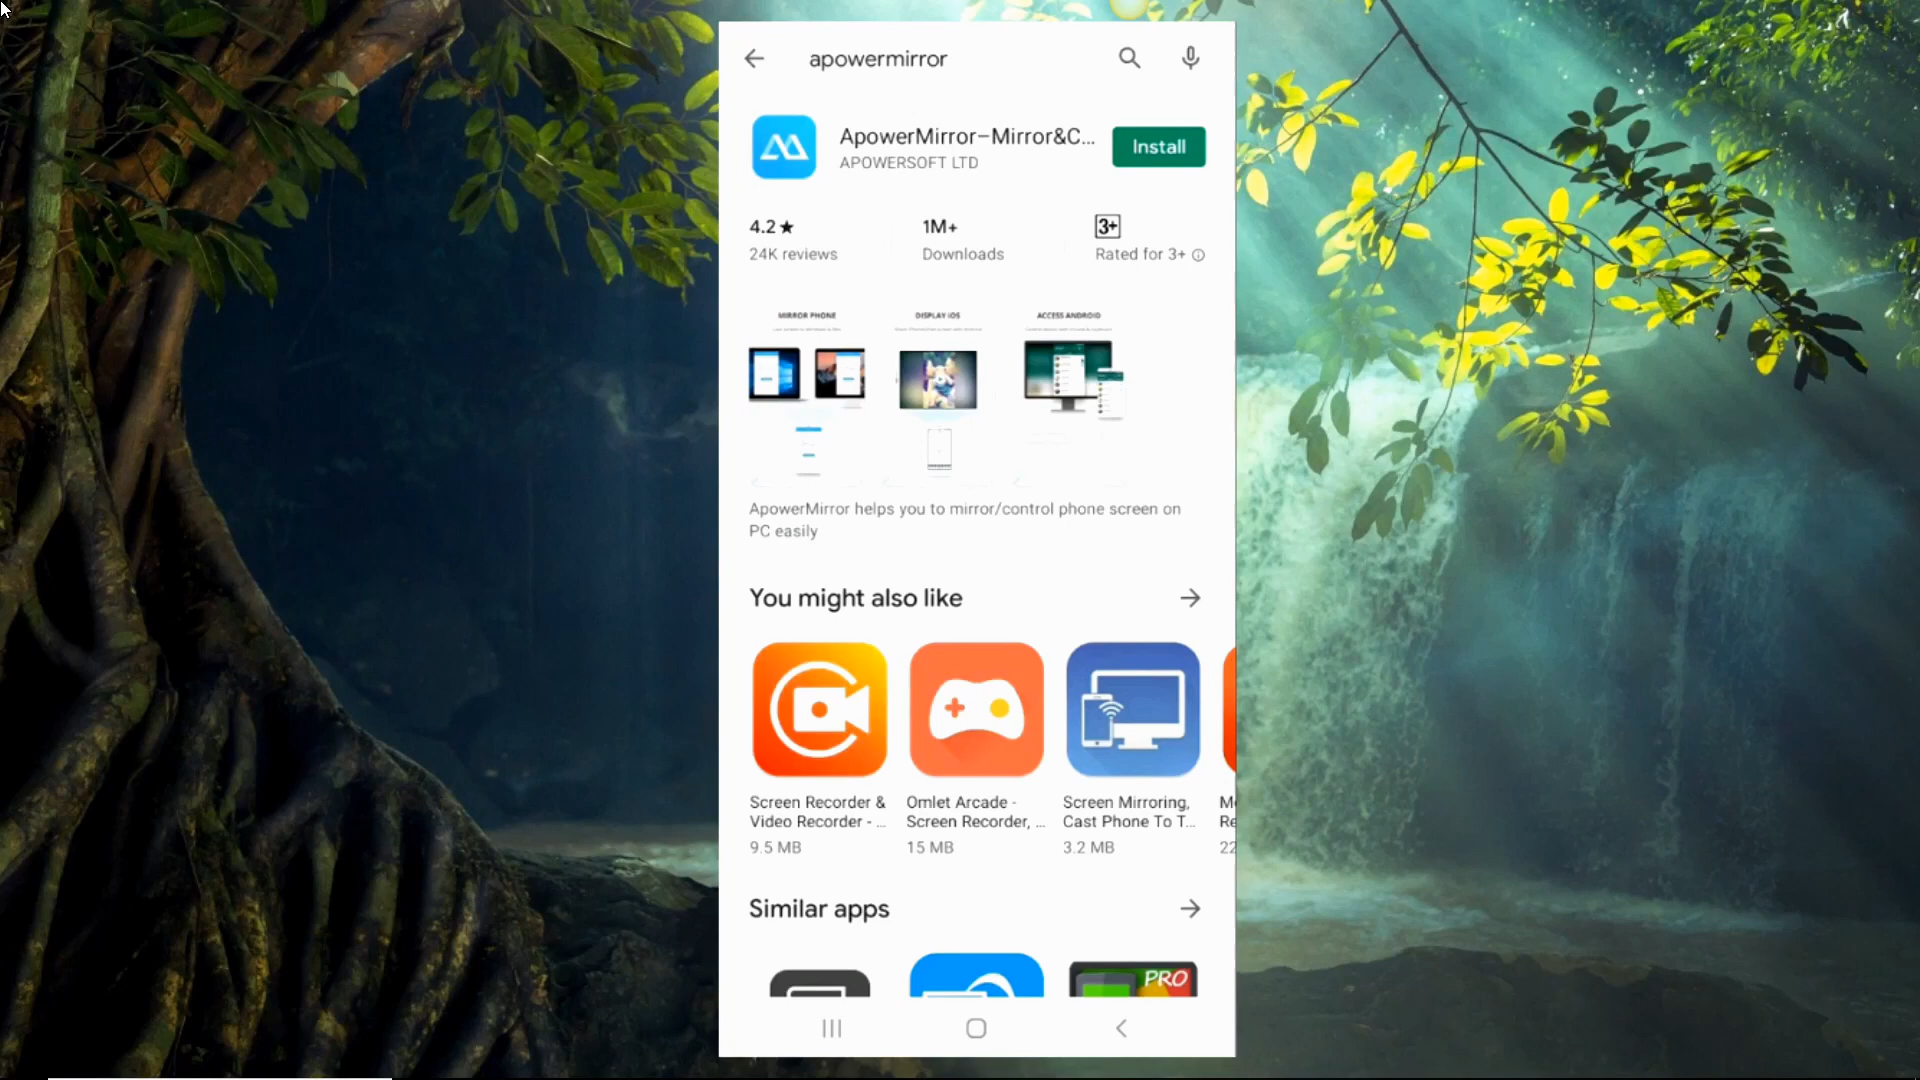 apowermirror
ApowerMirror–Mirror&C...
APOWERSOFT LTD
Install
4.2★
24K reviews
1M+
Downloads
3+
Rated for 3+
MIRROR PHONE
DISPLAY iOS
ACCESS ANDROID
ApowerMirror helps you to mirror/control phone screen on
PC easily
You might also like
Screen Recorder &
Video Recorder - ...
9.5 MB
Omlet Arcade -
Screen Recorder, ...
15 MB
Screen Mirroring,
Cast Phone To T...
3.2 MB
Similar apps
PRO